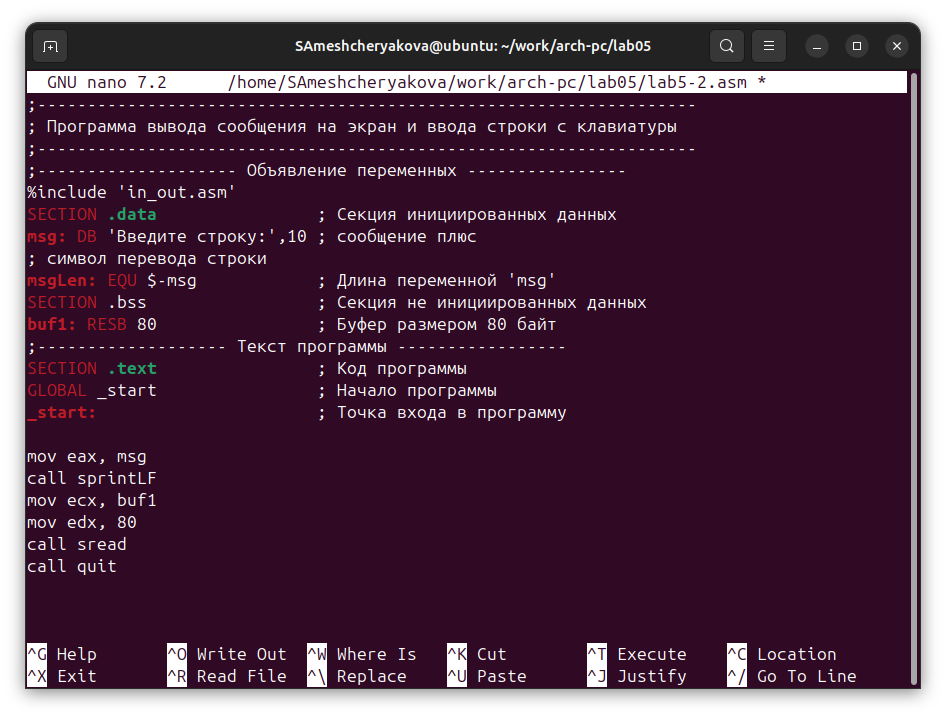 SAmeshcheryakova@ubuntu: ~/work/arch-pc/lab05
GNU nano 7.2 /home/SAmeshcheryakova/work/arch-pc/lab05/lab5-2.asm *
;------------------------------------------------------------------
; Программа вывода сообщения на экран и ввода строки с клавиатуры
;------------------------------------------------------------------
;-------------------- Объявление переменных ----------------
%include 'in_out.asm'
SECTION .data ; Секция инициированных данных
msg: DB 'Введите строку:',10 ; сообщение плюс
; символ перевода строки
msgLen: EQU $-msg ; Длина переменной 'msg'
SECTION .bss ; Секция не инициированных данных
buf1: RESB 80 ; Буфер размером 80 байт
;------------------- Текст программы -----------------
SECTION .text ; Код программы
GLOBAL _start ; Начало программы
_start: ; Точка входа в программу
mov eax, msg
call sprintLF
mov ecx, buf1
mov edx, 80
call sread
call quit
^G Help ^O Write Out ^W Where Is ^K Cut ^T Execute ^C Location
^X Exit ^R Read File ^\ Replace ^U Paste ^J Justify ^/ Go To Line